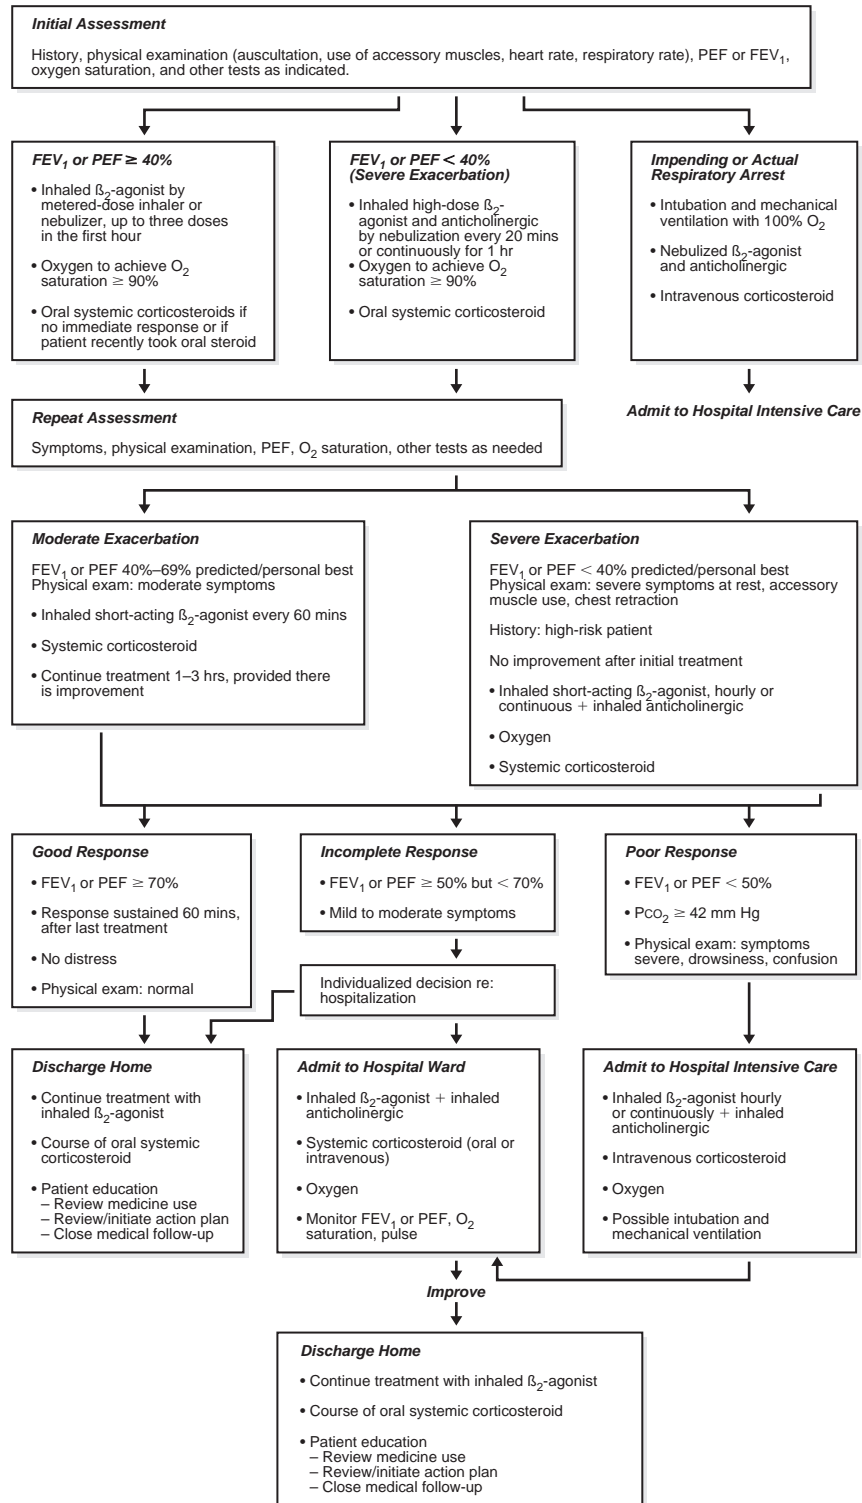 Initial Assessment
History, physical examination (auscultation, use of accessory muscles, heart rate, respiratory rate), PEF or FEV1,
oxygen saturation, and other tests as indicated.
FEV1 or PEF ≥ 40%
• Inhaled ß2-agonist by
metered-dose inhaler or
nebulizer, up to three doses
in the first hour
• Oxygen to achieve O2
saturation ≥ 90%
• Oral systemic corticosteroids if
no immediate response or if
patient recently took oral steroid
FEV1 or PEF < 40%
(Severe Exacerbation)
• Inhaled high-dose ß2-
agonist and anticholinergic
by nebulization every 20 mins
or continuously for 1 hr
• Oxygen to achieve O2
saturation ≥ 90%
• Oral systemic corticosteroid
Impending or Actual
Respiratory Arrest
• Intubation and mechanical
ventilation with 100% O2
• Nebulized ß2-agonist
and anticholinergic
• Intravenous corticosteroid
Admit to Hospital Intensive Care
Repeat Assessment
Symptoms, physical examination, PEF, O2 saturation, other tests as needed
Moderate Exacerbation
FEV1 or PEF 40%–69% predicted/personal best
Physical exam: moderate symptoms
• Inhaled short-acting ß2-agonist every 60 mins
• Systemic corticosteroid
• Continue treatment 1–3 hrs, provided there
is improvement
Severe Exacerbation
FEV1 or PEF < 40% predicted/personal best
Physical exam: severe symptoms at rest, accessory
muscle use, chest retraction
History: high-risk patient
No improvement after initial treatment
• Inhaled short-acting ß2-agonist, hourly or
continuous + inhaled anticholinergic
• Oxygen
• Systemic corticosteroid
Good Response
• FEV1 or PEF ≥ 70%
• Response sustained 60 mins,
after last treatment
• No distress
• Physical exam: normal
Incomplete Response
• FEV1 or PEF ≥ 50% but < 70%
• Mild to moderate symptoms
Individualized decision re:
hospitalization
Poor Response
• FEV1 or PEF < 50%
• PCO2 ≥ 42 mm Hg
• Physical exam: symptoms
severe, drowsiness, confusion
Discharge Home
• Continue treatment with
inhaled ß2-agonist
• Course of oral systemic
corticosteroid
• Patient education
– Review medicine use
– Review/initiate action plan
– Close medical follow-up
Admit to Hospital Ward
• Inhaled ß2-agonist + inhaled
anticholinergic
• Systemic corticosteroid (oral or
intravenous)
• Oxygen
• Monitor FEV1 or PEF, O2
saturation, pulse
Admit to Hospital Intensive Care
• Inhaled ß2-agonist hourly
or continuously + inhaled
anticholinergic
• Intravenous corticosteroid
• Oxygen
• Possible intubation and
mechanical ventilation
Improve
Discharge Home
• Continue treatment with inhaled ß2-agonist
• Course of oral systemic corticosteroid
• Patient education
– Review medicine use
– Review/initiate action plan
– Close medical follow-up